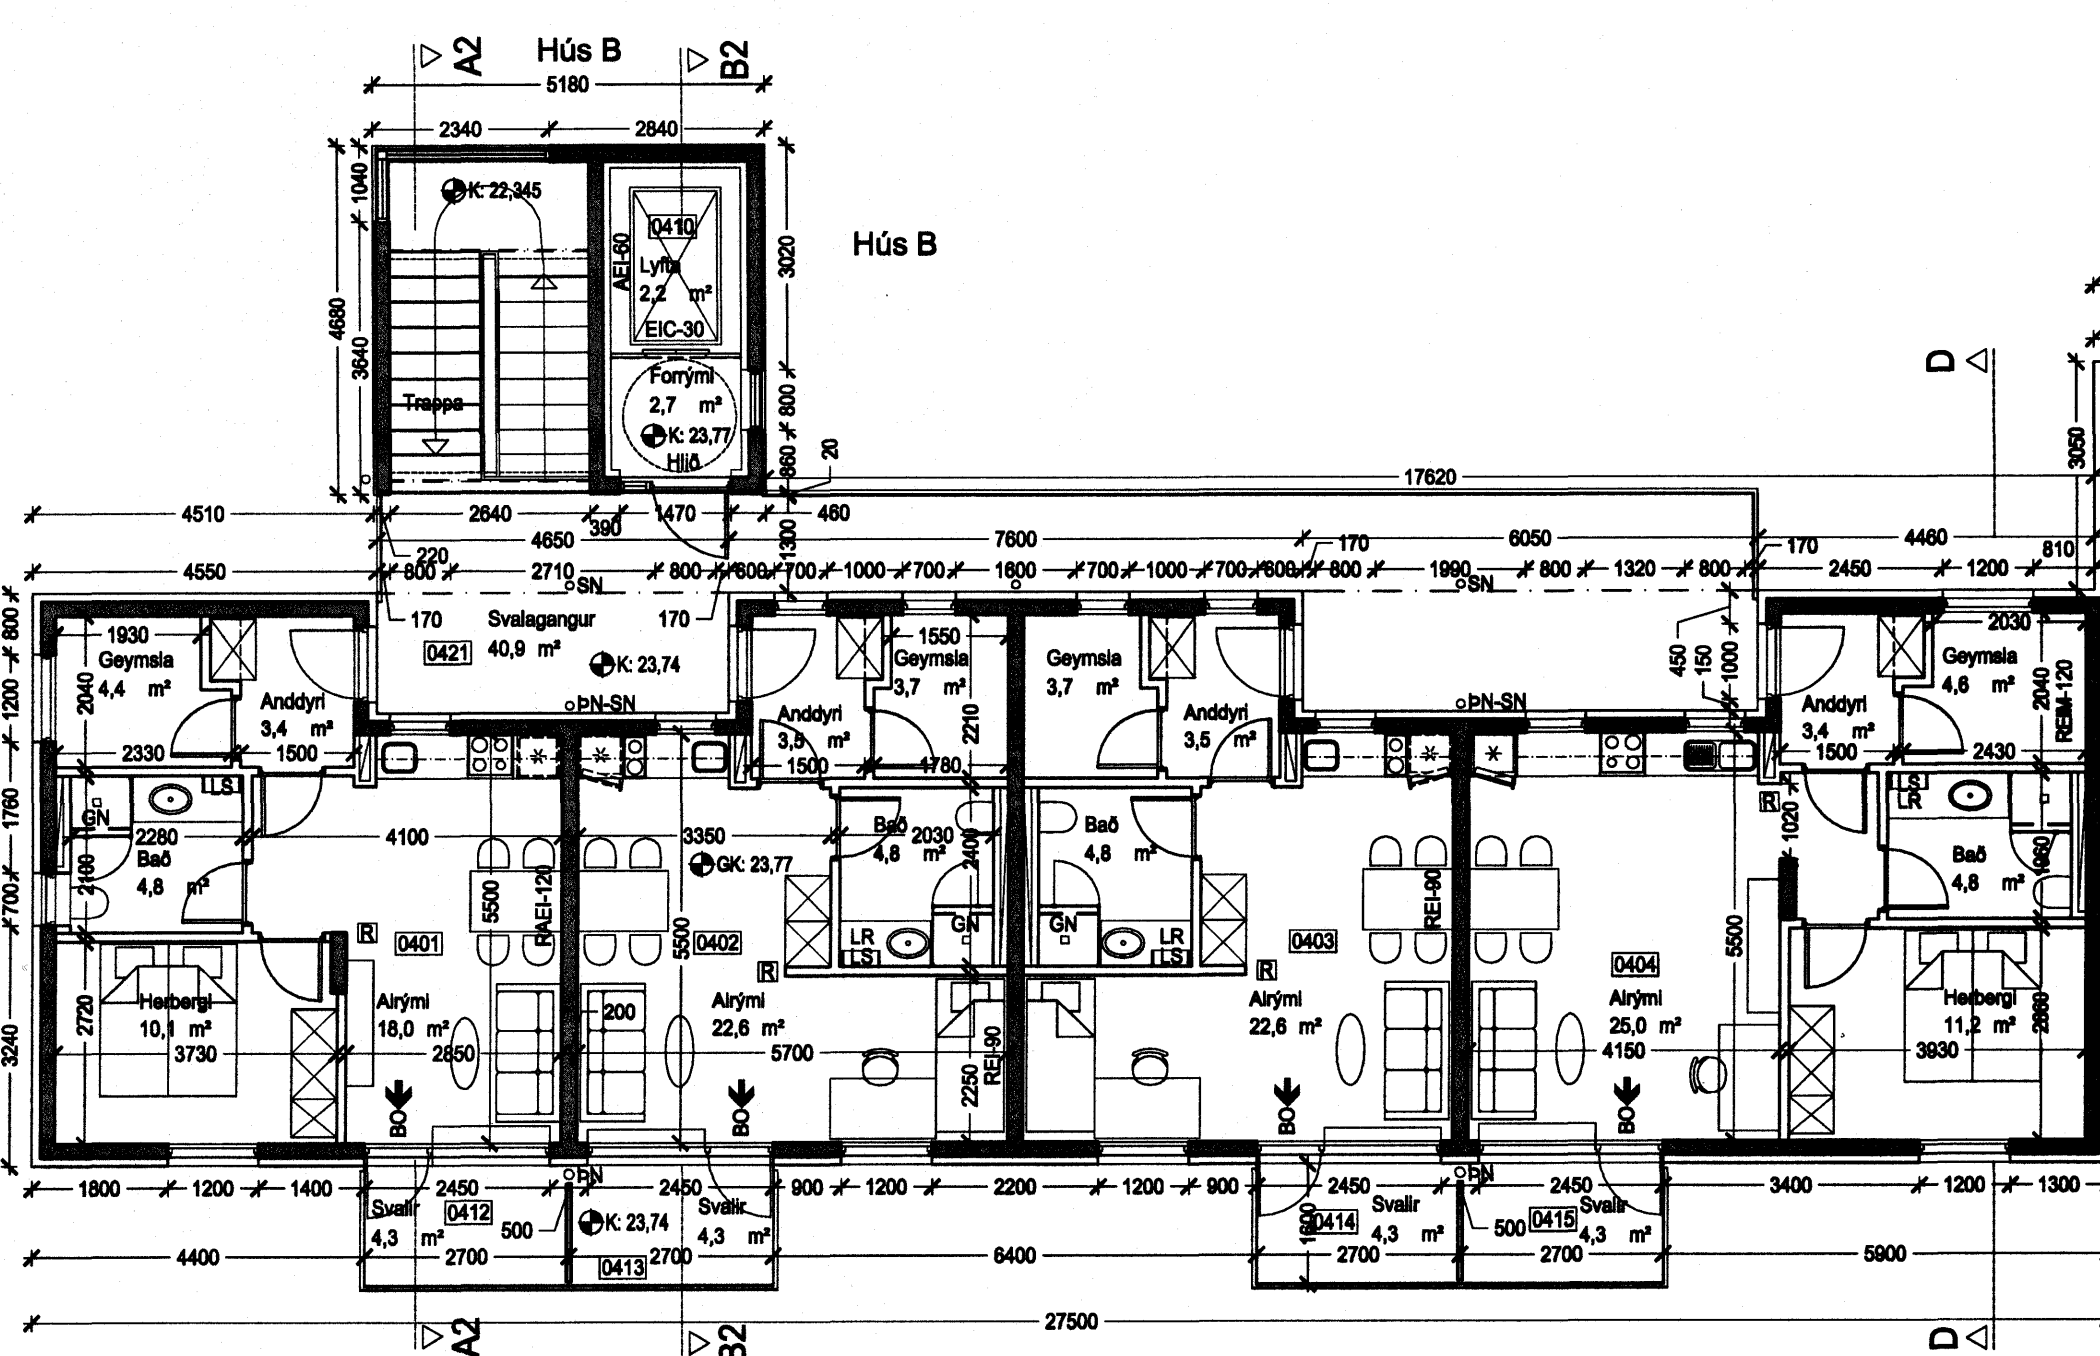 A2
Hús B
B2
5180
2340
2840
1040
K: 22,345
0410
Lyfta
2,2 m²
AEI-60
EIC-30
3020
Hús B
4680
3640
Trappa
Forrými
2,7 m²
K: 23,77
Hlið
800
860
20
D
3050
17620
4510
2640
390
1470
460
4650
220
1300
7600
170
6050
170
4460
810
4550
800
2710
SN
800
600
700
1000
700
1600
700
1000
700
600
800
1990
SN
800
1320
800
2450
1200
170
170
Svalagangur
0421
40,9 m²
K: 23,74
ÞN-SN
ÞN-SN
450
150
1000
800
1200
1760
700
3240
1930
Geymsla
4,4 m²
2040
2330
Anddyri
3,4 m²
1500
1550
Geymsla
3,7 m²
2210
Anddyri
3,5 m²
1500
1780
Geymsla
3,7 m²
Anddyri
3,5 m²
Anddyri
3,4 m²
1500
2030
Geymsla
4,6 m²
2040
REIM-120
2430
LS
GN
2280
Bað
4,8 m²
2100
4100
5500
RAEI-120
3350
GK: 23,77
Bað
2030
4,8 m²
2400
GN
LR
LS
Bað
4,8 m²
GN
LR
LS
REI-90
R
1020
LS
LR
Bað
4,8 m²
1960
R
0401
0402
5500
R
R
0403
0404
5500
Herbergi
10,1 m²
2720
3730
Alrými
18,0 m²
2850
BO
200
Alrými
22,6 m²
5700
BO
2250
REI-90
Alrými
22,6 m²
BO
Alrými
25,0 m²
4150
BO
Herbergi
11,2 m²
2660
3930
1800
1200
1400
2450
ÞN
2450
900
1200
2200
1200
900
2450
ÞN
2450
3400
1200
1300
Svalir
0412
4,3 m²
500
K: 23,74
Svalir
4,3 m²
0413
1600
0414
Svalir
4,3 m²
500
0415
Svalir
4,3 m²
4400
2700
2700
6400
2700
2700
5900
27500
A2
B2
D